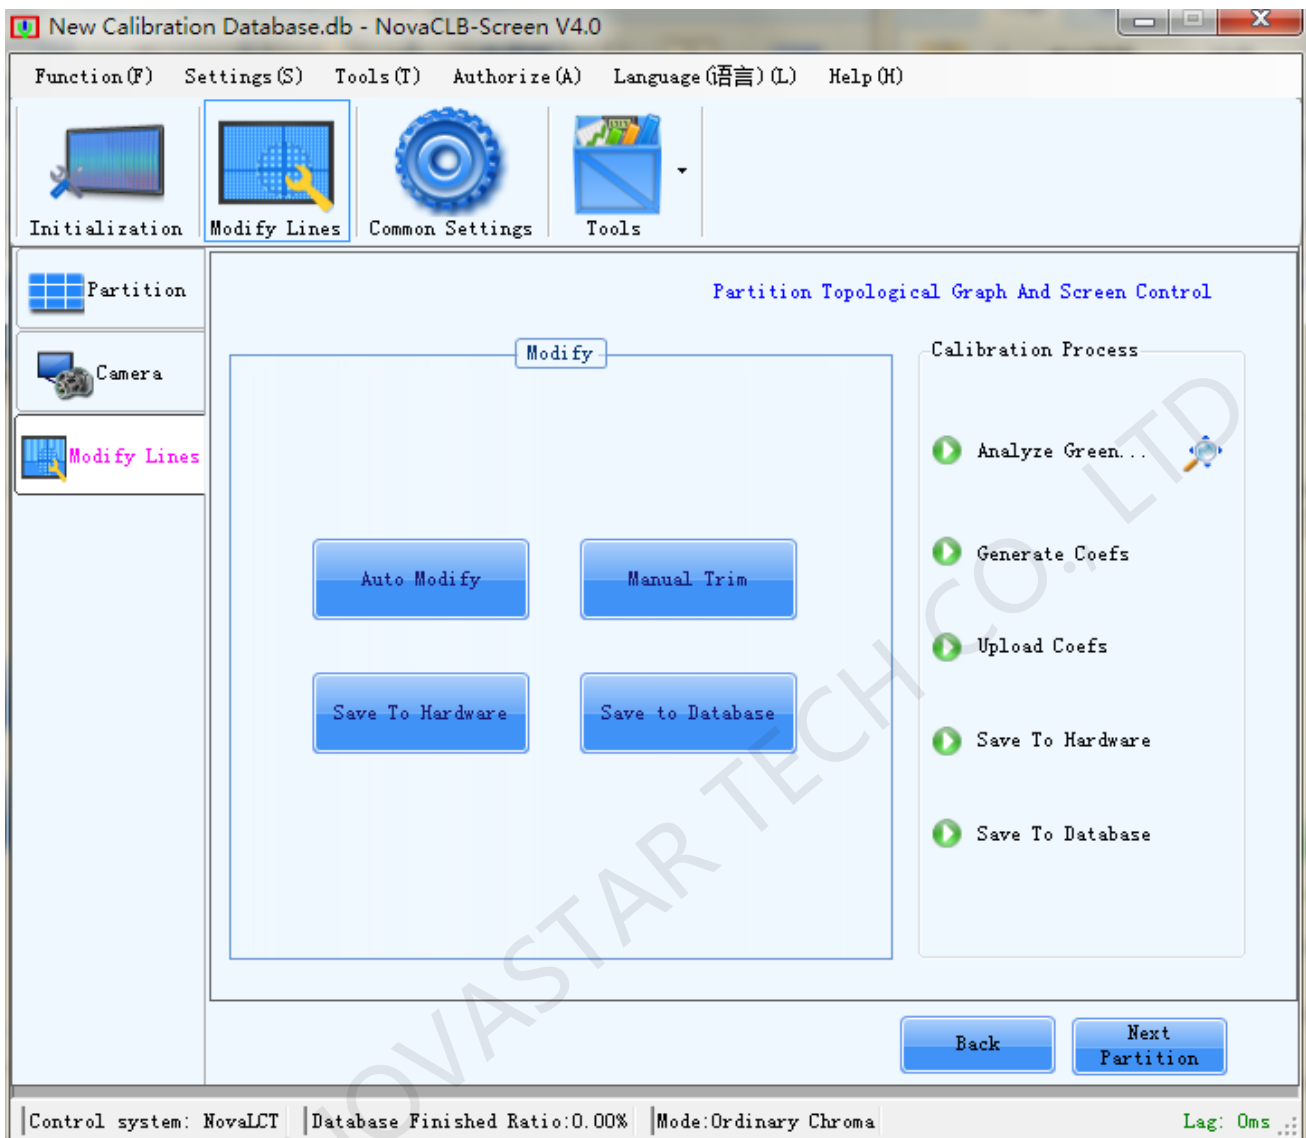 New Calibration Database.db - NovaCLB-Screen V4.0
Function(F) Settings(S) Tools(T) Authorize(A) Language(语言)(L) Help(H)
Initialization Modify Lines Common Settings Tools
Partition
Camera
Modify Lines
Partition Topological Graph And Screen Control
Modify
Auto Modify Manual Trim
Save To Hardware Save to Database
Calibration Process
Analyze Green...
Generate Coefs
Upload Coefs
Save To Hardware
Save To Database
Back
Next
Partition
Control system: NovaLCT Database Finished Ratio:0.00% Mode:Ordinary Chroma Lag: 0ms
OVASTAR TECH CO., LTD